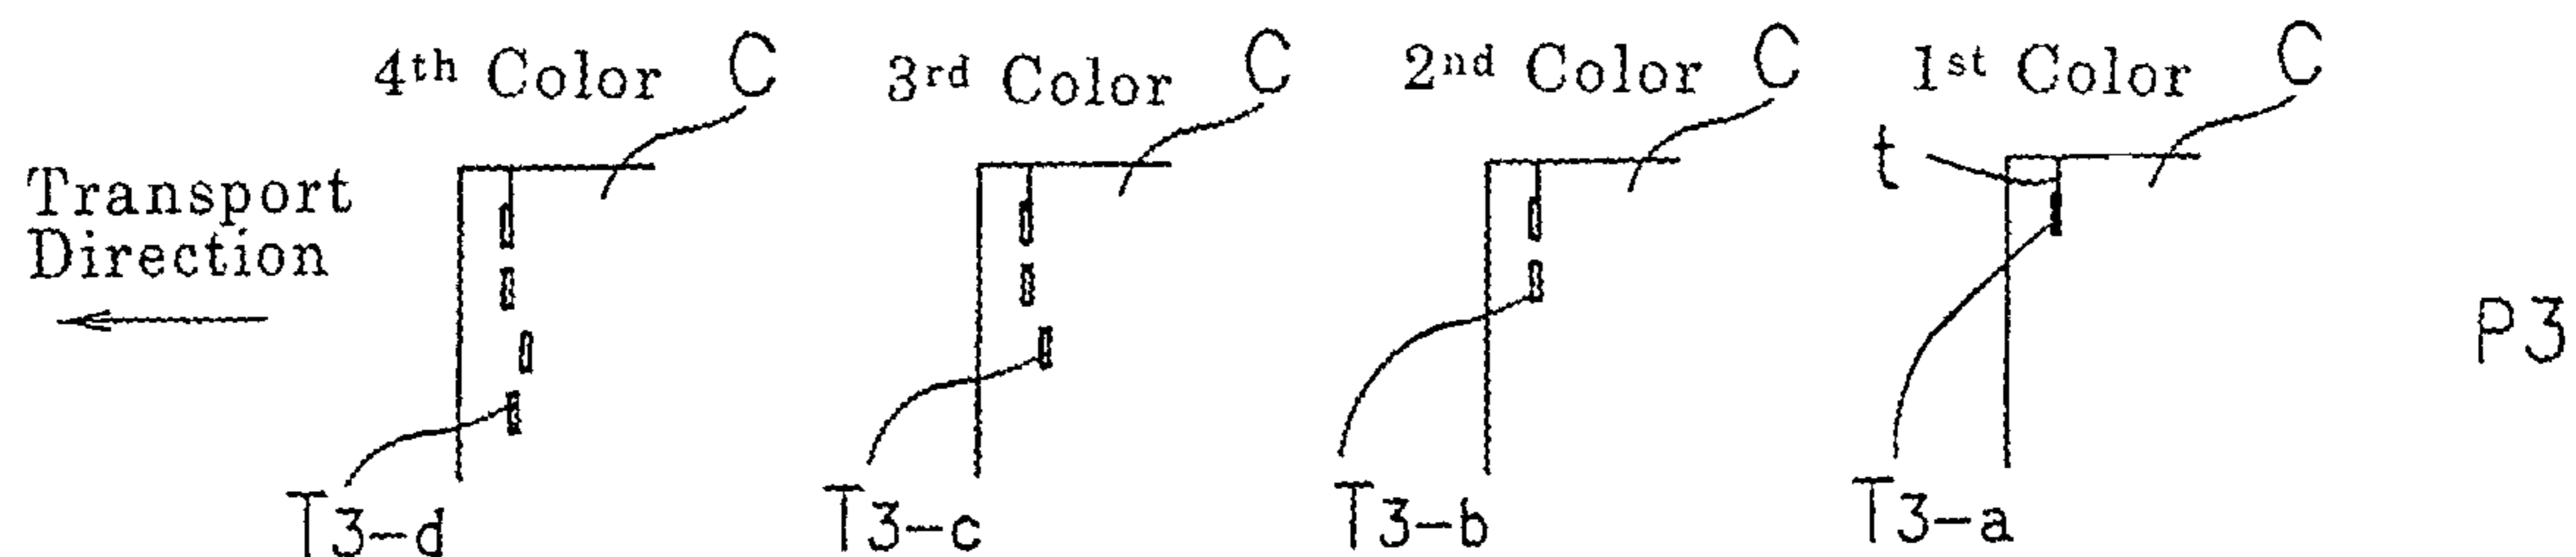 4th Color C
3rd Color C
2nd Color C
1st Color C
t
Transport
Direction
P3
T3-d
T3-c
T3-b
T3-a